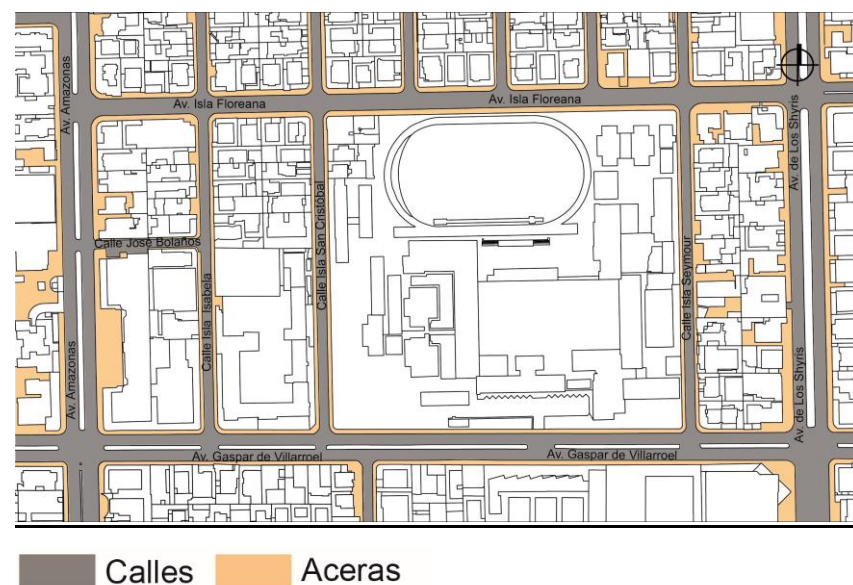 Av. Amazonas
Av. Isla Floreana
Av. Isla Floreana
Av. de Los Shyris
Calle José Bolaños
Calle Isla Isabela
Calle Isla San Cristóbal
Calle Isla Seymour
Av. Amazonas
Av. de Los Shyris
Av. Gaspar de Villarroel
Av. Gaspar de Villarroel
Calles
Aceras